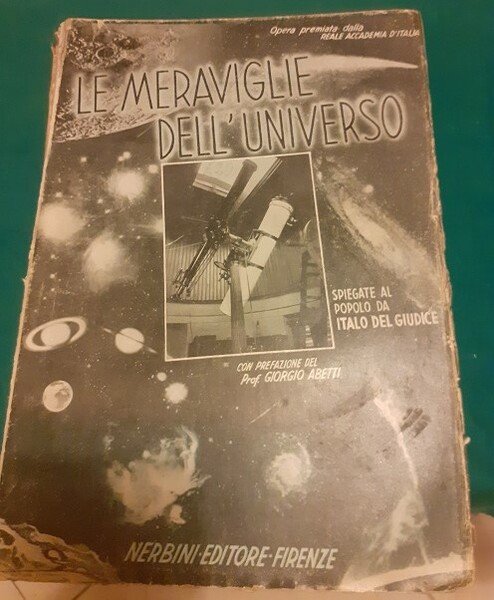 Opera premiata dalla
REALE ACCADEMIA D'ITALIA
LE MERAVIGLIE
DELL'UNIVERSO
SPIEGATE AL
POPOLO DA
ITALO DEL GIUDICE
CON PREFAZIONE DEL
Prof. GIORGIO ABETTI
NERBINI·EDITORE-FIRENZE